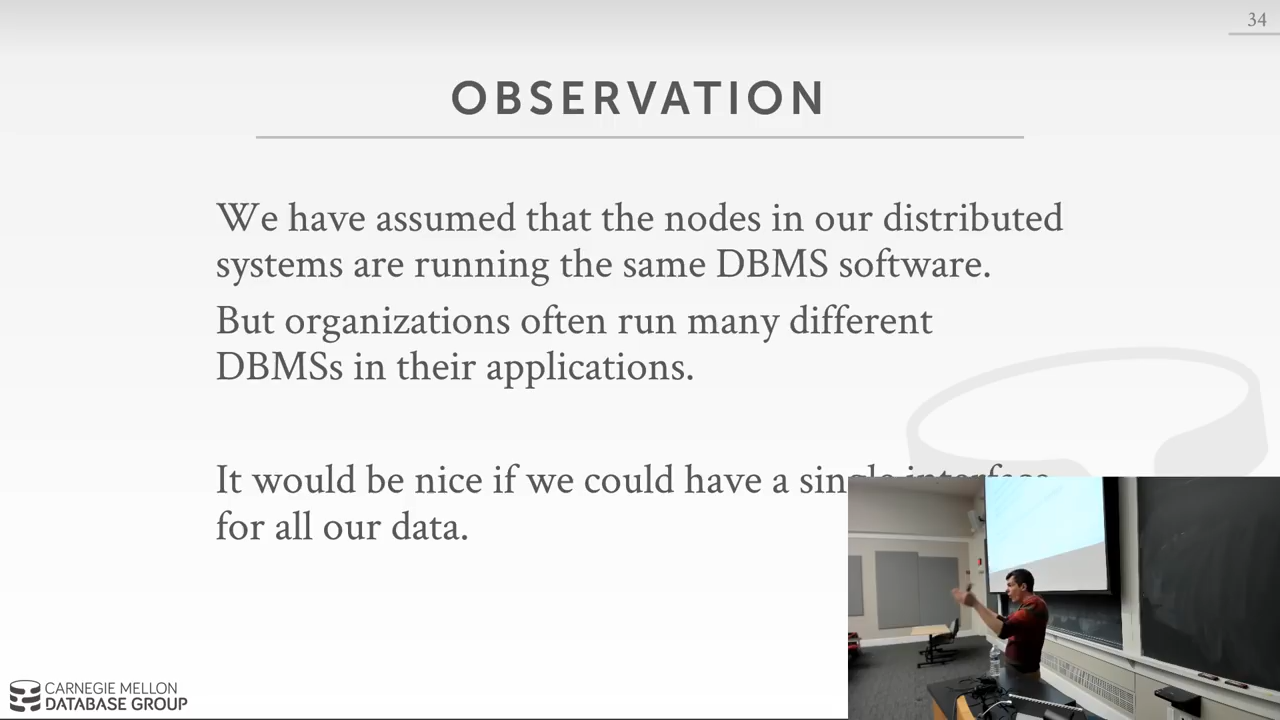 34
OBSERVATION
We have assumed that the nodes in our distributed
systems are running the same DBMS software.
But organizations often run many different
DBMSs in their applications.
It would be nice if we could have a single interface
for all our data.
CARNEGIE MELLON
DATABASE GROUP